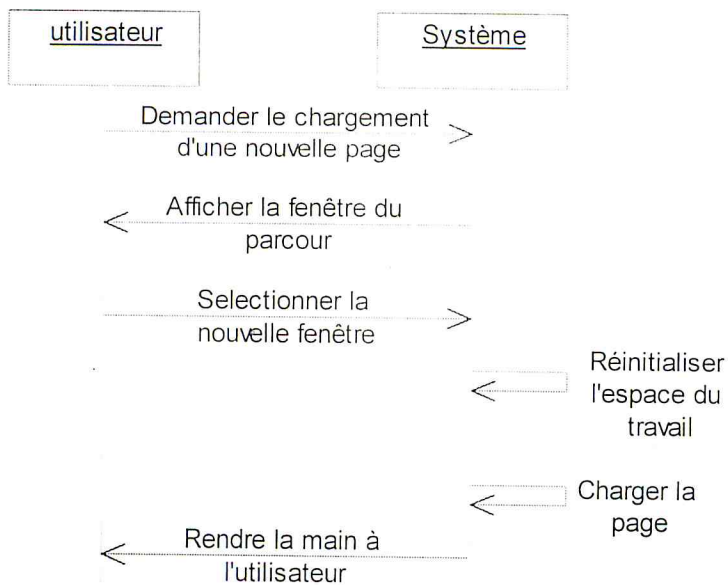 utilisateur
Système
Demander le chargement
d'une nouvelle page
Afficher la fenêtre du
parcour
Selectionner la
nouvelle fenêtre
Réinitialiser
l'espace du
travail
Charger la
page
Rendre la main à
l'utilisateur